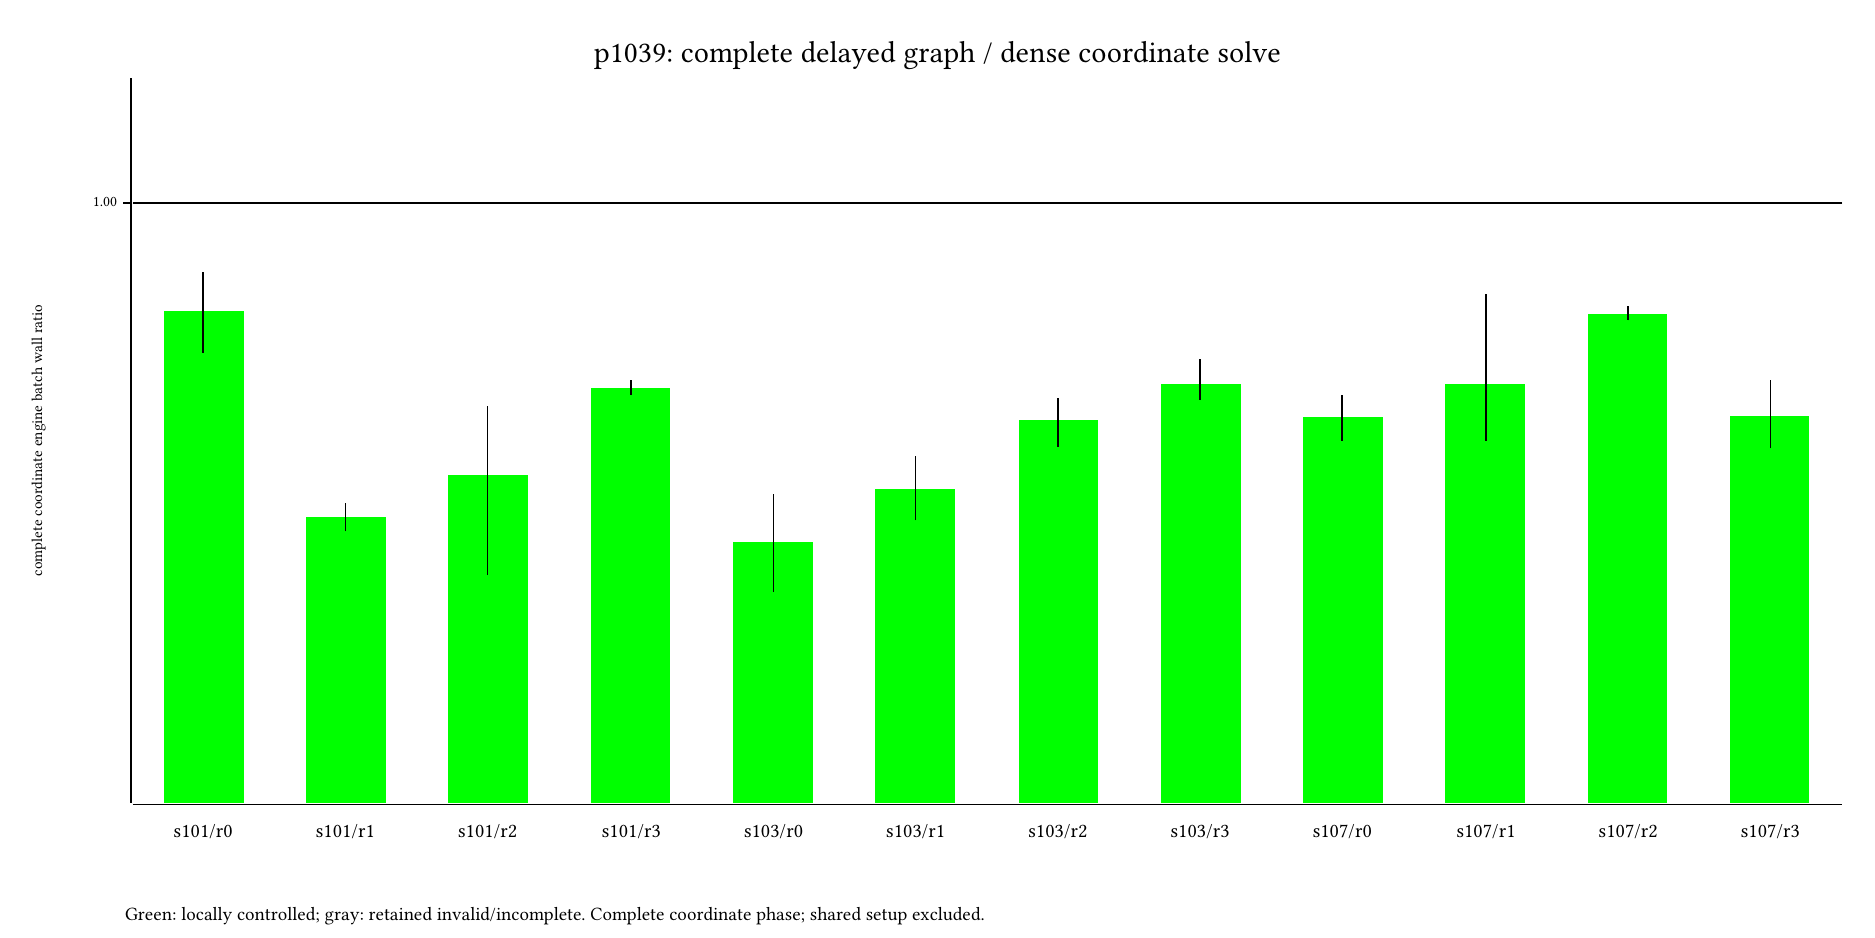 p1039: complete delayed graph / dense coordinate solve
1.00
complete coordinate engine batch wall ratio
s101/r0
s101/r1
s101/r2
s101/r3
s103/r0
s103/r1
s103/r2
s103/r3
s107/r0
s107/r1
s107/r2
s107/r3
Green: locally controlled; gray: retained invalid/incomplete. Complete coordinate phase; shared setup excluded.